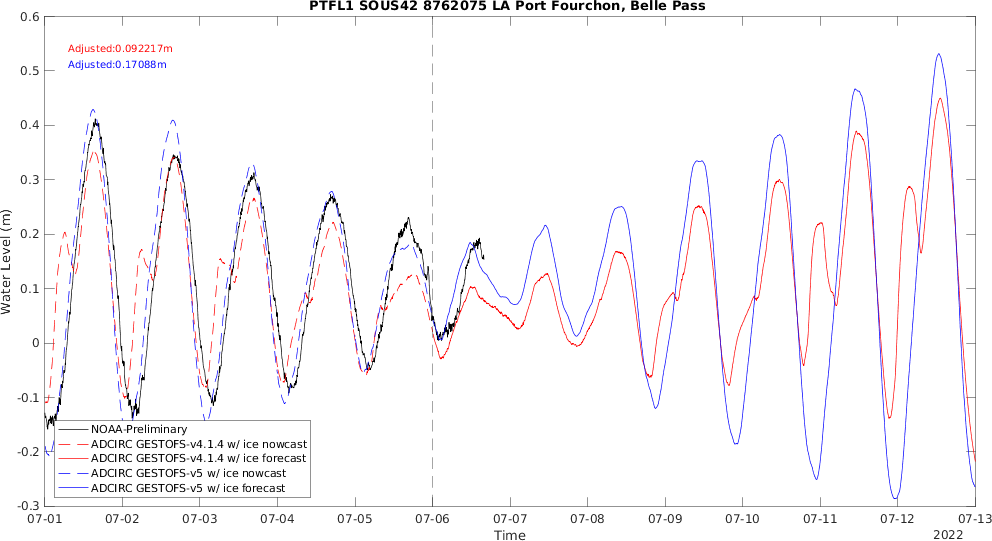 PTFL1 SOUS42 8762075 LA Port Fourchon, Belle Pass
Adjusted:0.092217m
Adjusted:0.17088m
Water Level (m)
0.6
0.5
0.4
0.3
0.2
0.1
0
-0.1
-0.2
-0.3
NOAA-Preliminary
ADCIRC GESTOFS-v4.1.4 w/ ice nowcast
ADCIRC GESTOFS-v4.1.4 w/ ice forecast
ADCIRC GESTOFS-v5 w/ ice nowcast
ADCIRC GESTOFS-v5 w/ ice forecast
07-01 07-02 07-03 07-04 07-05 07-06 07-07 07-08 07-09 07-10 07-11 07-12 07-13
Time
2022